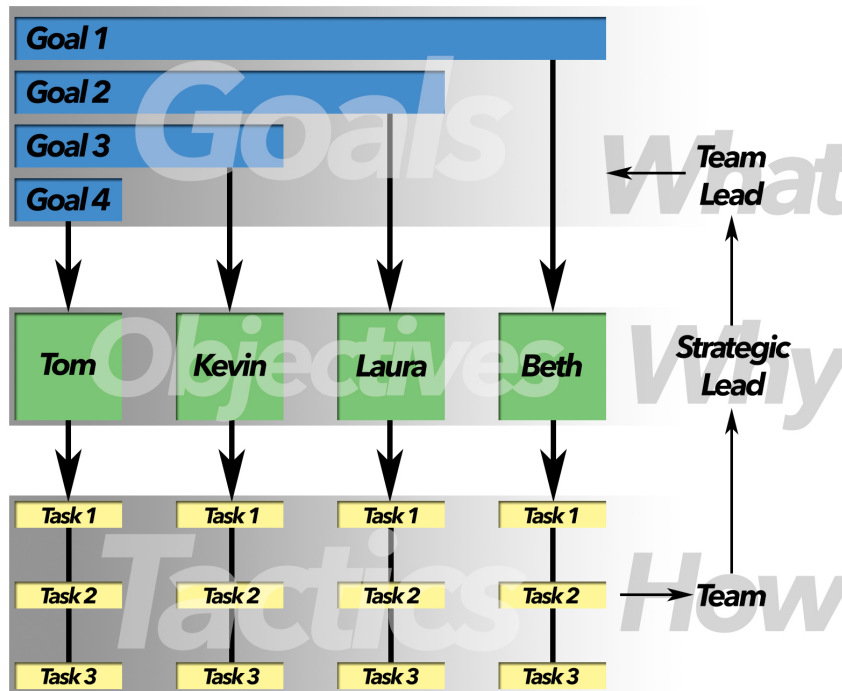 Goal 1
Goal 2
Goal 3
Goal 4
Goals
What
Team
Lead
Tom
Kevin
Laura
Beth
Objectives
Why
Strategic
Lead
Task 1
Task 1
Task 1
Task 1
Task 2
Task 2
Task 2
Task 2
Task 3
Task 3
Task 3
Task 3
Tactics
How
Team